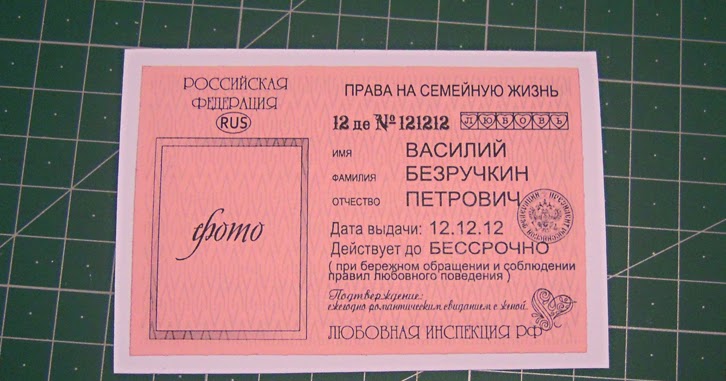 РОССИЙСКАЯ
ФЕДЕРАЦИЯ
RUS
фото
ПРАВА НА СЕМЕЙНУЮ ЖИЗНЬ
12 де № 121212 ЛЮБОВЬ
ИМЯ ВАСИЛИЙ
ФАМИЛИЯ БЕЗРУЧКИН
ОТЧЕСТВО ПЕТРОВИЧ
Дата выдачи: 12.12.12
Действует до БЕССРОЧНО
( при бережном обращении и соблюдении
правил любовного поведения )
Подтверждение:
ежегодно романтическим свиданием с женой.
ЛЮБОВНАЯ ИНСПЕКЦИЯ РФ